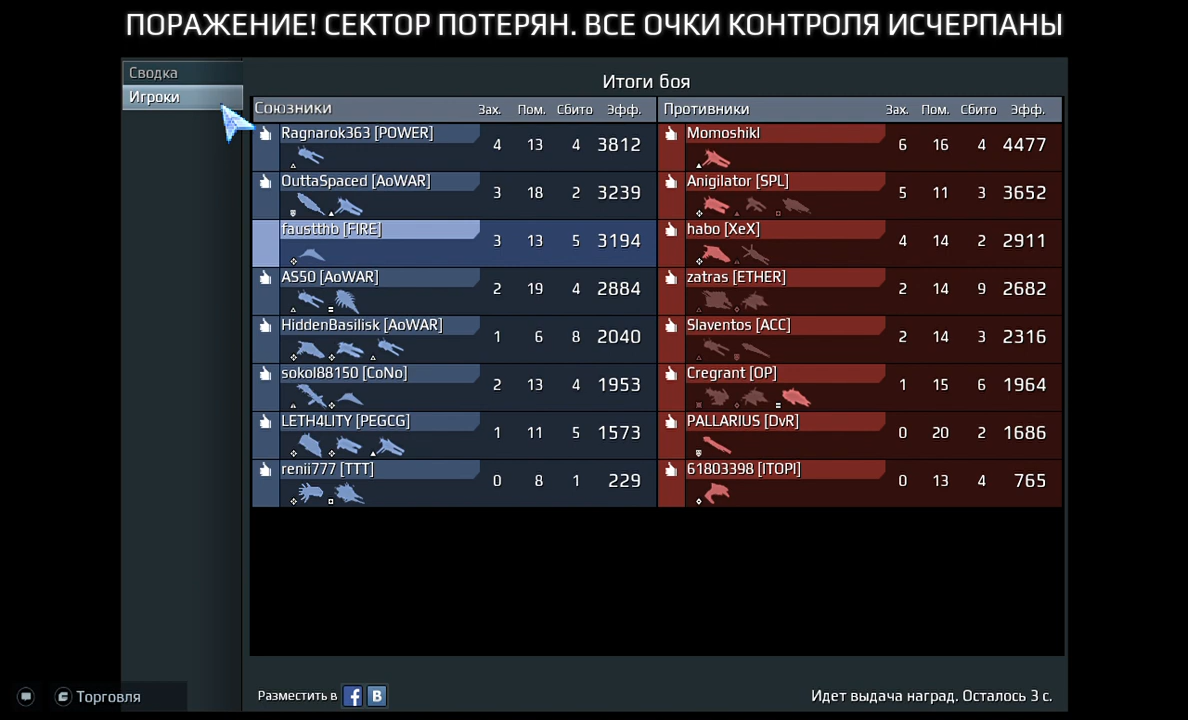 ПОРАЖЕНИЕ! СЕКТОР ПОТЕРЯН. ВСЕ ОЧКИ КОНТРОЛЯ ИСЧЕРПАНЫ
Сводка
Игроки
Итоги боя
Союзники Зах. Пом. Сбито Эфф.
Ragnarok363 [POWER] 4 13 4 3812
OuttaSpaced [AoWAR] 3 18 2 3239
faustthb [FIRE] 3 13 5 3194
AS50 [AoWAR] 2 19 4 2884
HiddenBasilisk [AoWAR] 1 6 8 2040
sokol88150 [CoNo] 2 13 4 1953
LETH4LITY [PEGCG] 1 11 5 1573
renii777 [TTT] 0 8 1 229
Противники Зах. Пом. Сбито Эфф.
Momoshikl 6 16 4 4477
Anigilator [SPL] 5 11 3 3652
habo [XeX] 4 14 2 2911
zatras [ETHER] 2 14 9 2682
Slaventos [ACC] 2 14 3 2316
Cregrant [OP] 1 15 6 1964
PALLARIUS [DvR] 0 20 2 1686
61803398 [ITOPI] 0 13 4 765
Торговля
Разместить в f В
Идет выдача наград. Осталось 3 с.